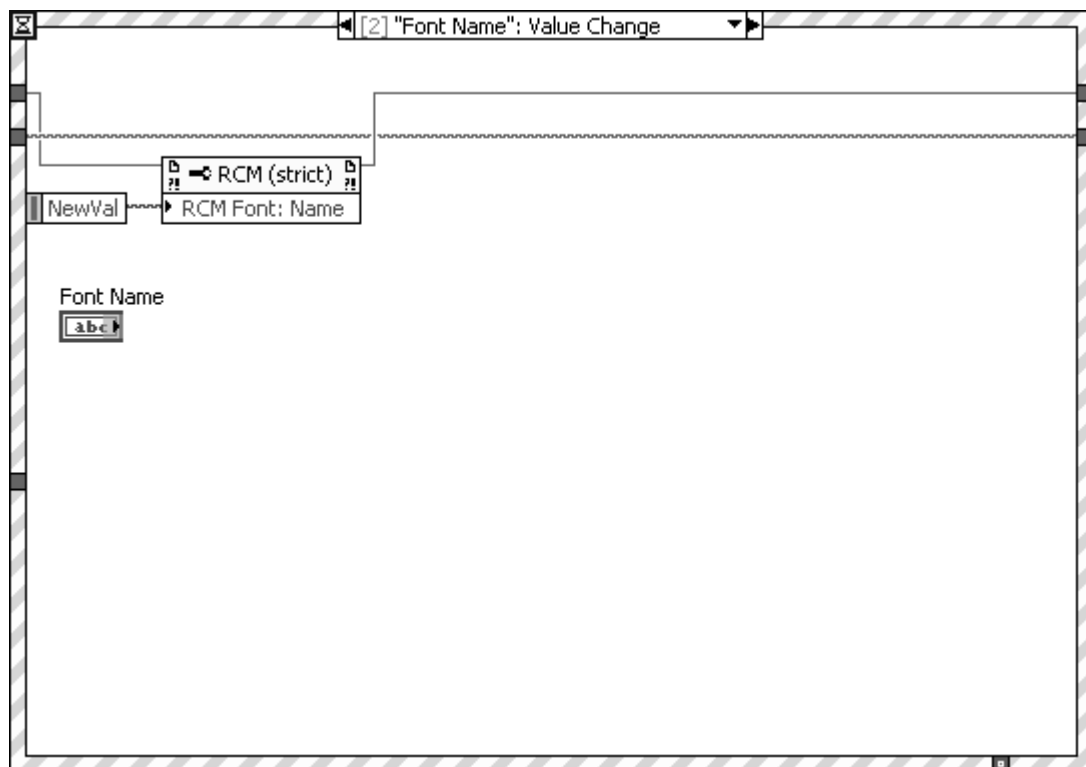 [2] "Font Name": Value Change
?! RCM (strict) ?!
NewVal
RCM Font: Name
Font Name
abc